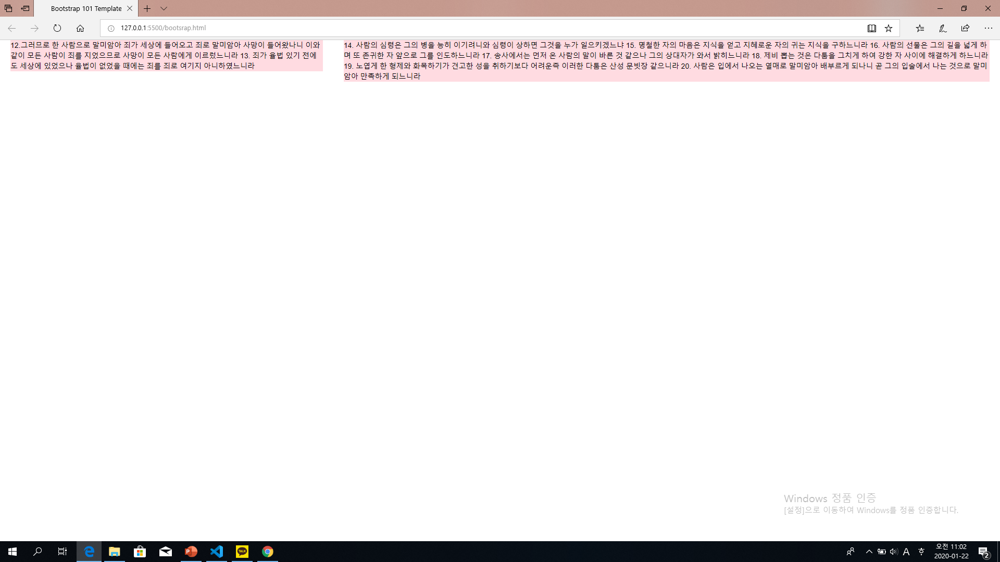 Bootstrap 101 Template
127.0.0.1:5500/bootsrap.html
12.그러므로 한 사람으로 말미암아 죄가 세상에 들어오고 죄로 말미암아 사망이 들어왔나니 이와
같이 모든 사람이 죄를 지었으므로 사망이 모든 사람에게 이르렀느니라 13. 죄가 율법 있기 전에
도 세상에 있었으나 율법이 없었을 때에는 죄를 죄로 여기지 아니하였느니라
14. 사람의 심령은 그의 병을 능히 이기려니와 심령이 상하면 그것을 누가 일으키겠느냐 15. 명철한 자의 마음은 지식을 얻고 지혜로운 자의 귀는 지식을 구하느니라 16. 사람의 선물은 그의 길을 넓게 하
며 또 존귀한 자 앞으로 그를 인도하느니라 17. 송사에서는 먼저 온 사람의 말이 바른 것 같으나 그의 상대자가 와서 밝히느니라 18. 제비 뽑는 것은 다툼을 그치게 하여 강한 자 사이에 해결하게 하느니라
19. 노엽게 한 형제와 화목하기가 견고한 성을 취하기보다 어려운즉 이러한 다툼은 산성 문빗장 같으니라 20. 사람은 입에서 나오는 열매로 말미암아 배부르게 되나니 곧 그의 입술에서 나는 것으로 말미
암아 만족하게 되느니라
Windows 정품 인증
[설정]으로 이동하여 Windows를 정품 인증합니다.
TALK
A
오전 11:02
2020-01-22
2